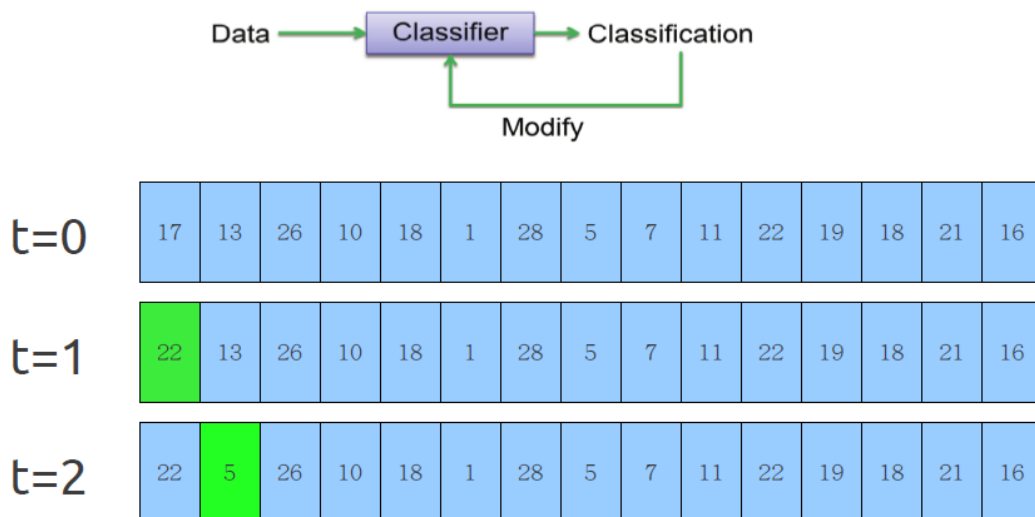 Data Classifier Classification
Modify
t=0 17 13 26 10 18 1 28 5 7 11 22 19 18 21 16
t=1 22 13 26 10 18 1 28 5 7 11 22 19 18 21 16
t=2 22 5 26 10 18 1 28 5 7 11 22 19 18 21 16